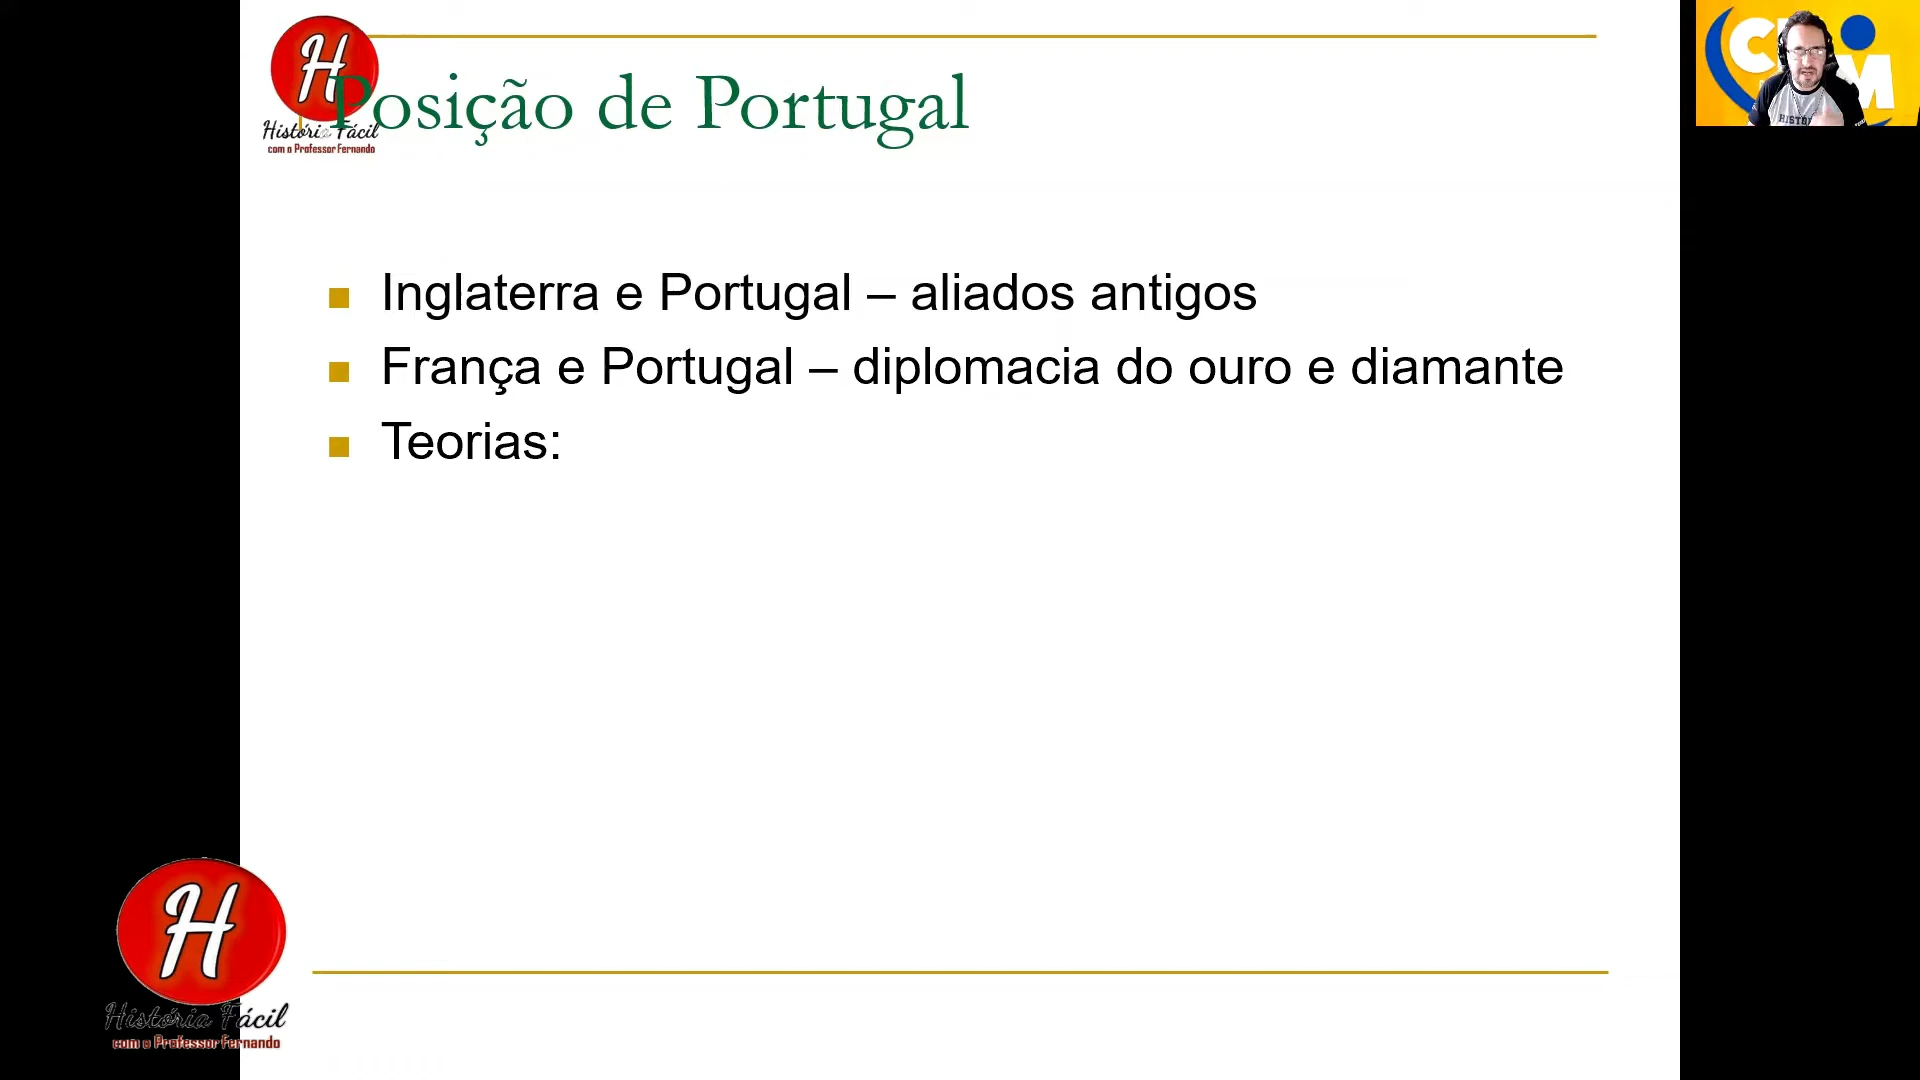 H
Posição de Portugal
História Fácil
com o Professor Fernando
Inglaterra e Portugal – aliados antigos
França e Portugal – diplomacia do ouro e diamante
Teorias:
H
História Fácil
com o Professor Fernando